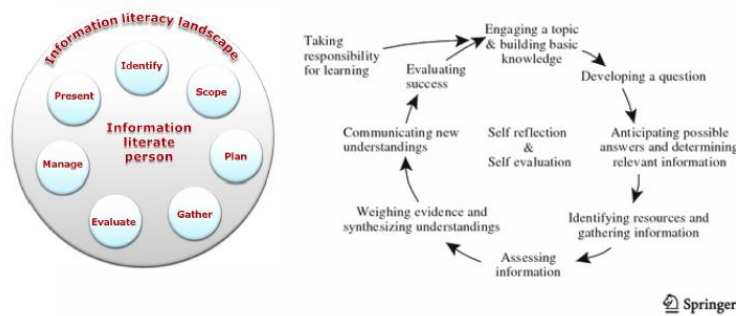 Information literacy landscape
Identify
Scope
Plan
Gather
Evaluate
Manage
Present
Information
literate
person
Taking
responsibility
for learning
Engaging a topic
& building basic
knowledge
Developing a question
Anticipating possible
answers and determining
relevant information
Identifying resources and
gathering information
Assessing
information
Weighing evidence and
synthesizing understandings
Communicating new
understandings
Evaluating
success
Self reflection
&
Self evaluation
Springer